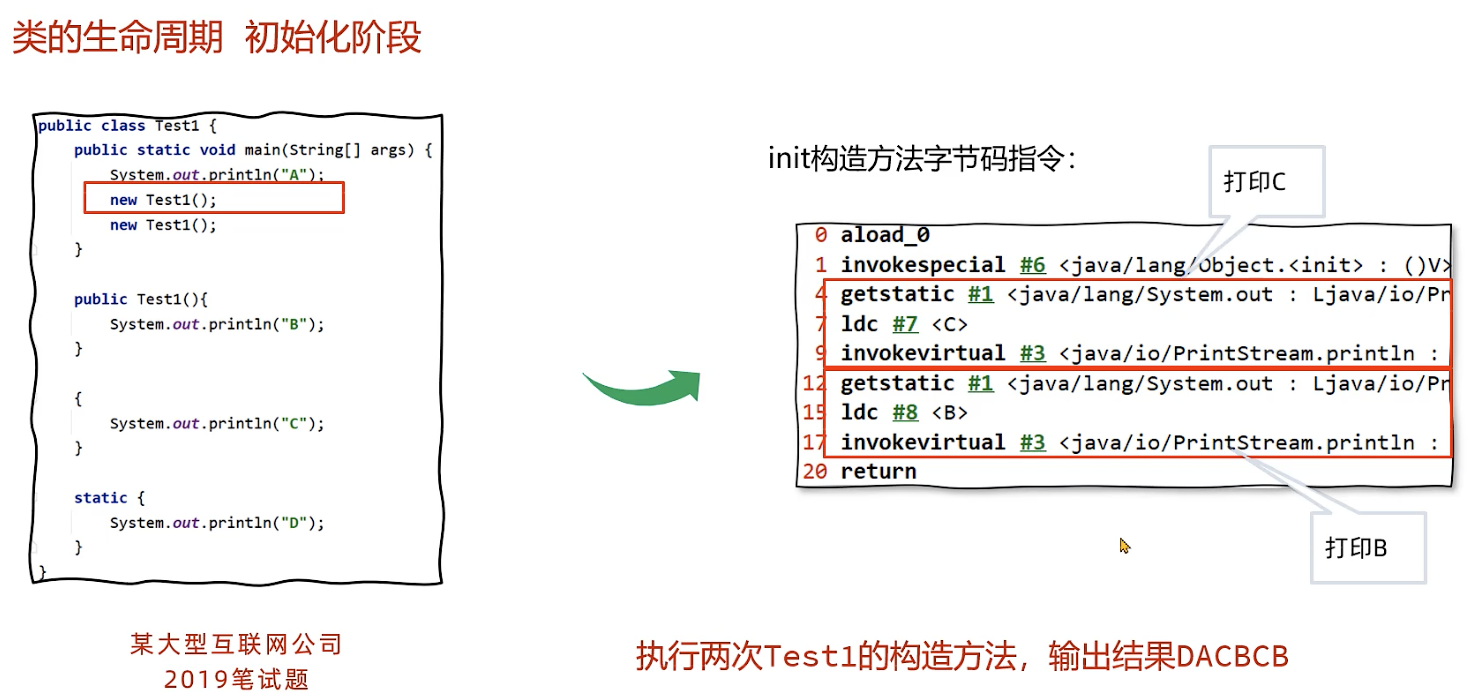 类的生命周期 初始化阶段
public class Test1 {
public static void main(String[] args) {
System.out.println("A");
new Test1();
new Test1();
}
public Test1(){
System.out.println("B");
}
{
System.out.println("C");
}
static {
System.out.println("D");
}
}
某大型互联网公司
2019笔试题
init构造方法字节码指令：
打印C
0 aload_0
1 invokespecial #6 <java/lang/Object.<init> : ()V>
4 getstatic #1 <java/lang/System.out : Ljava/io/Pr
7 ldc #7 <C>
9 invokevirtual #3 <java/io/PrintStream.println :
12 getstatic #1 <java/lang/System.out : Ljava/io/Pr
15 ldc #8 <B>
17 invokevirtual #3 <java/io/PrintStream.println :
20 return
打印B
执行两次Test1的构造方法，输出结果DACBCB